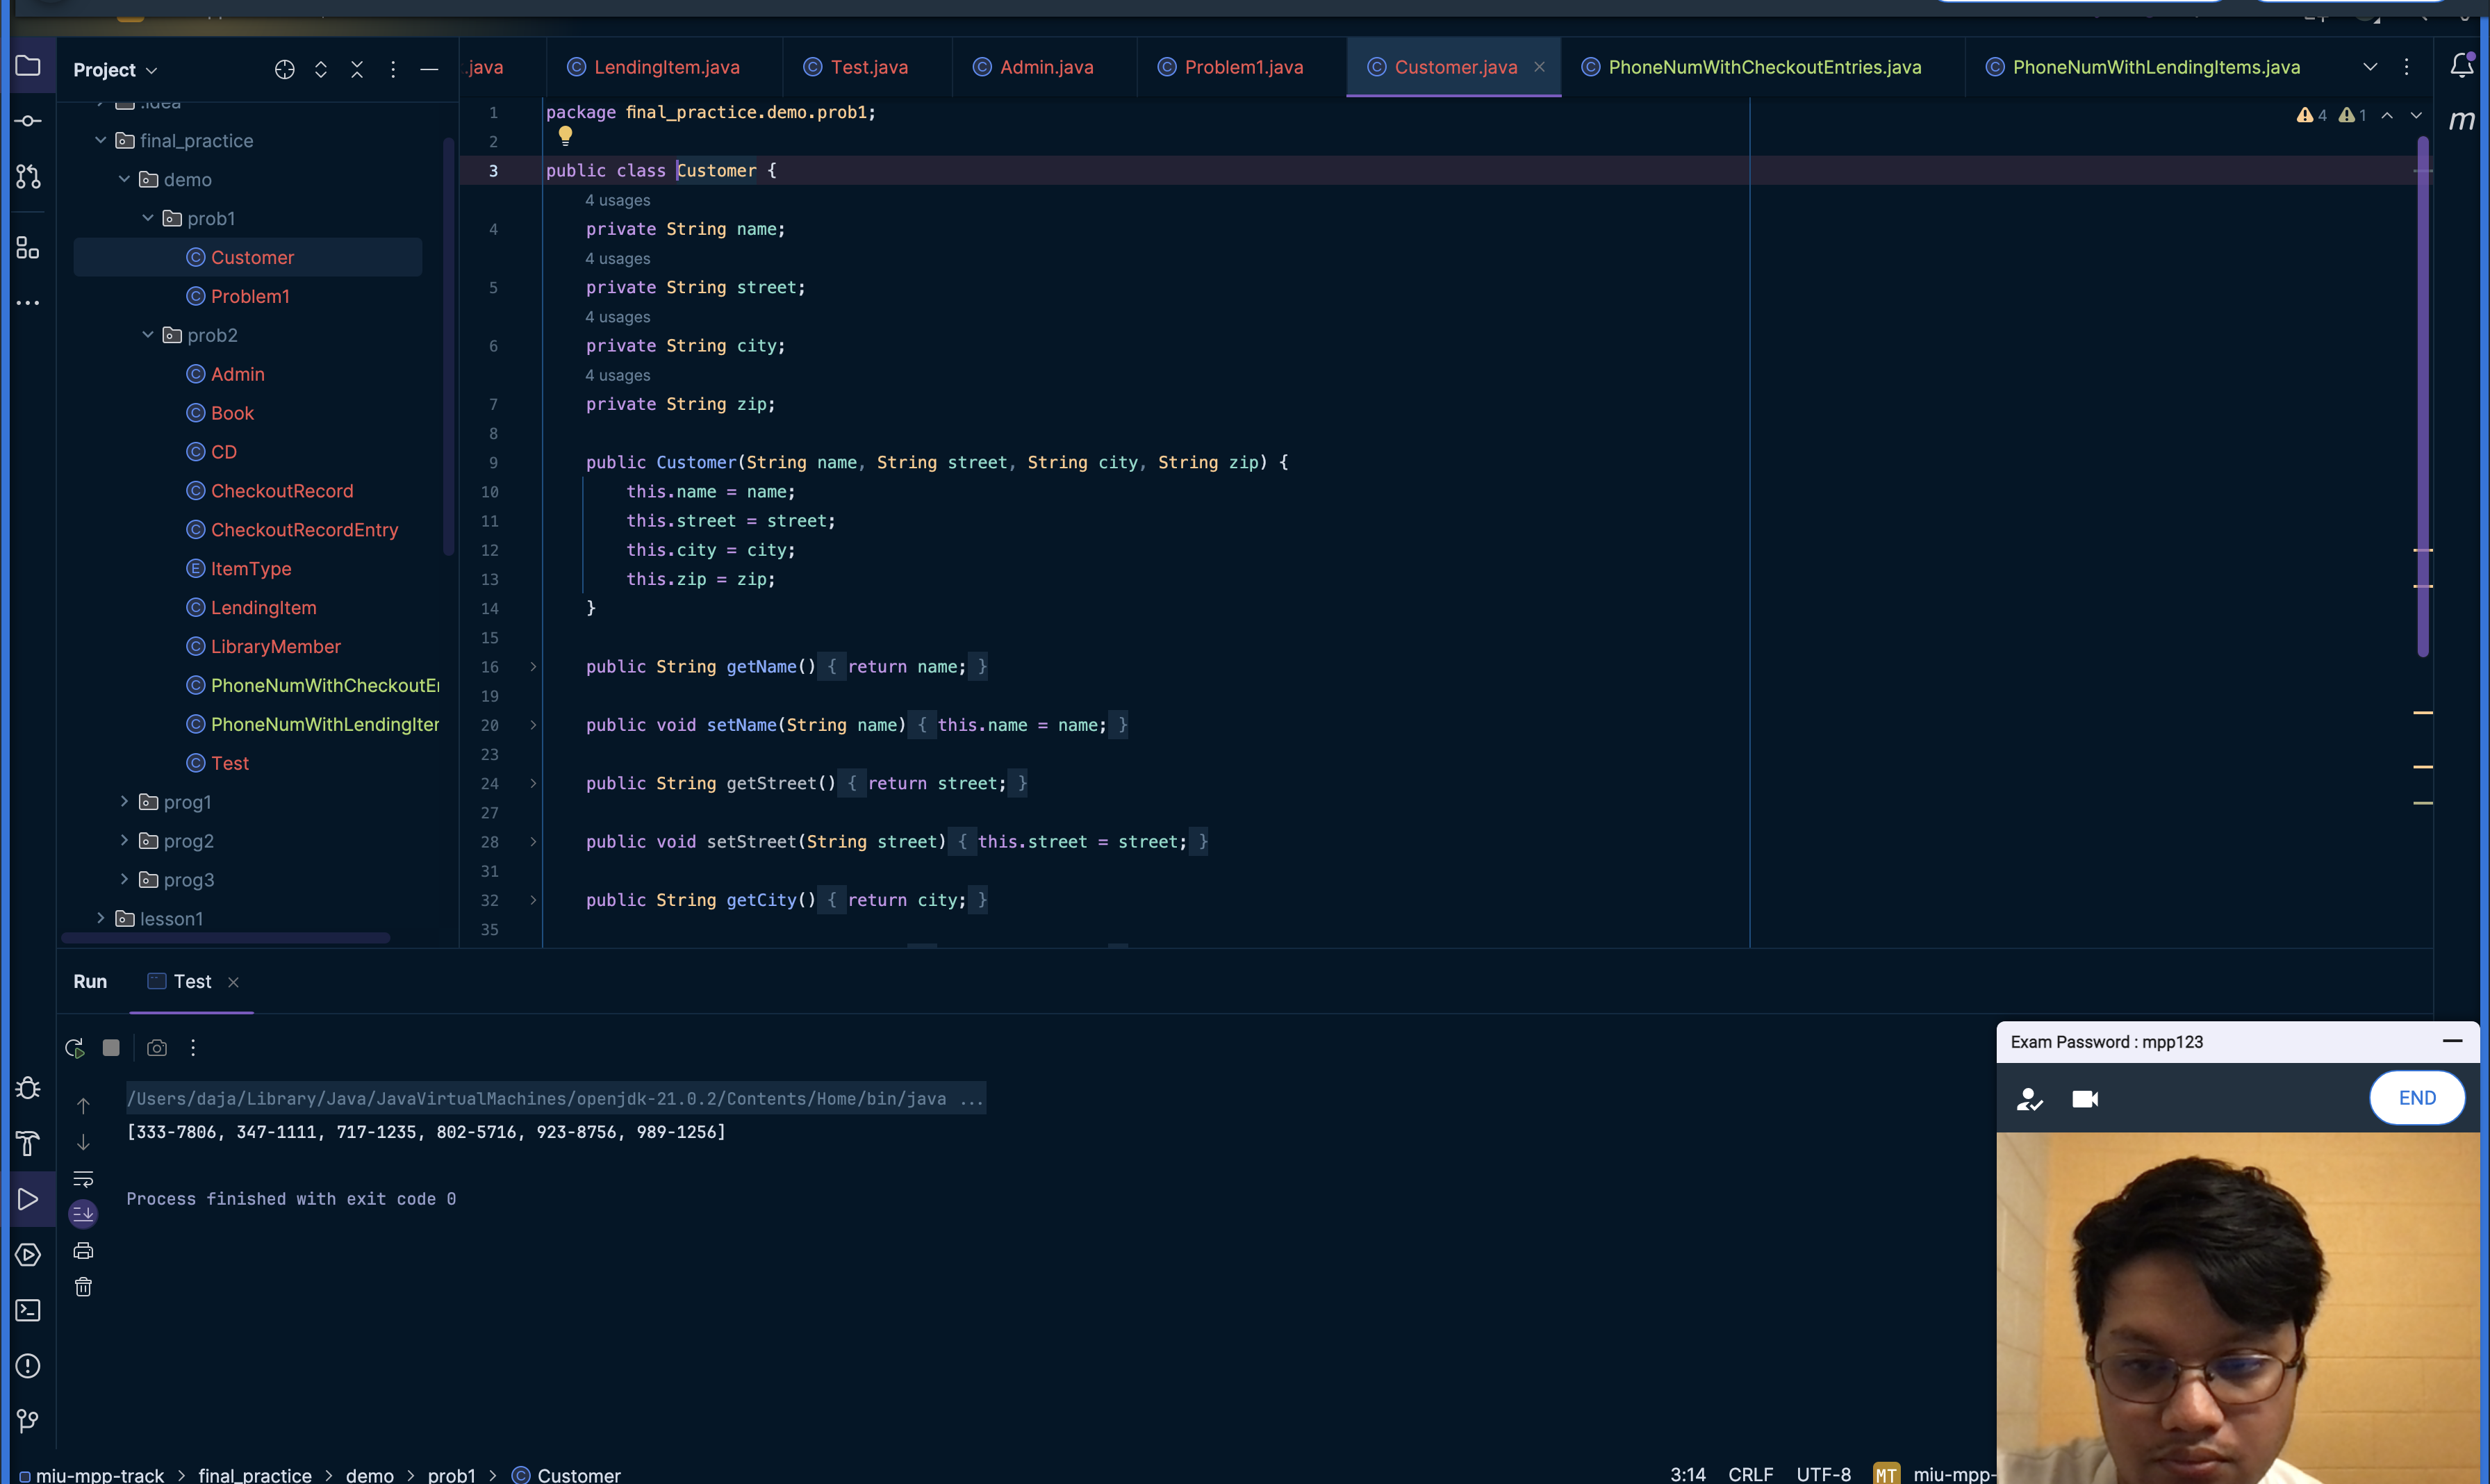 Project
.java
LendingItem.java
Test.java
Admin.java
Problem1.java
Customer.java
PhoneNumWithCheckoutEntries.java
PhoneNumWithLendingItems.java
.idea
final_practice
demo
prob1
Customer
Problem1
prob2
Admin
Book
CD
CheckoutRecord
CheckoutRecordEntry
ItemType
LendingItem
LibraryMember
PhoneNumWithCheckoutEr
PhoneNumWithLendingIter
Test
prog1
prog2
prog3
lesson1
4 1
m
1 package final_practice.demo.prob1;
2
3 public class Customer {
4 usages
4 private String name;
4 usages
5 private String street;
4 usages
6 private String city;
4 usages
7 private String zip;
8
9 public Customer(String name, String street, String city, String zip) {
10 this.name = name;
11 this.street = street;
12 this.city = city;
13 this.zip = zip;
14 }
15
16 public String getName() { return name; }
19
20 public void setName(String name) { this.name = name; }
23
24 public String getStreet() { return street; }
27
28 public void setStreet(String street) { this.street = street; }
31
32 public String getCity() { return city; }
35
Run Test
/Users/daja/Library/Java/JavaVirtualMachines/openjdk-21.0.2/Contents/Home/bin/java ...
[333-7806, 347-1111, 717-1235, 802-5716, 923-8756, 989-1256]
Process finished with exit code 0
Exam Password : mpp123
END
miu-mpp-track > final_practice > demo > prob1 > Customer
3:14 CRLF UTF-8 MT miu-mpp-